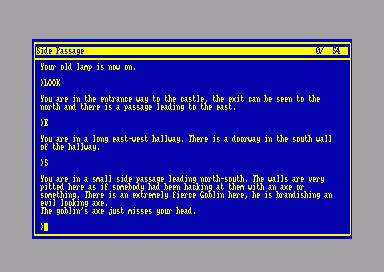 Side Passage 0/ 54
Your old lamp is now on.
>LOOK
You are in the entrance way to the castle, the exit can be seen to the
north and there is a passage leading to the east.
>E
You are in a long east-west hallway. There is a doorway in the south wall
of the hallway.
>S
You are in a small side passage leading north-south. The walls are very
pitted here as if somebody had been hacking at them with an axe or
something. There is an extremely fierce Goblin here, he is brandishing an
evil looking axe.
The goblin's axe just misses your head.
>